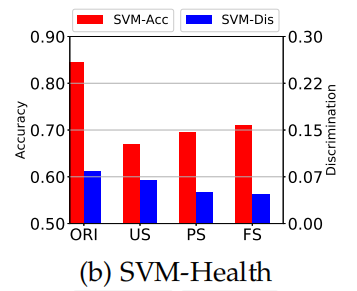 SVM-Acc SVM-Dis
0.90 0.30
0.80 0.22
0.70 0.15
0.60 0.07
0.50 0.00
Accuracy
Discrimination
ORI US PS FS
(b) SVM-Health